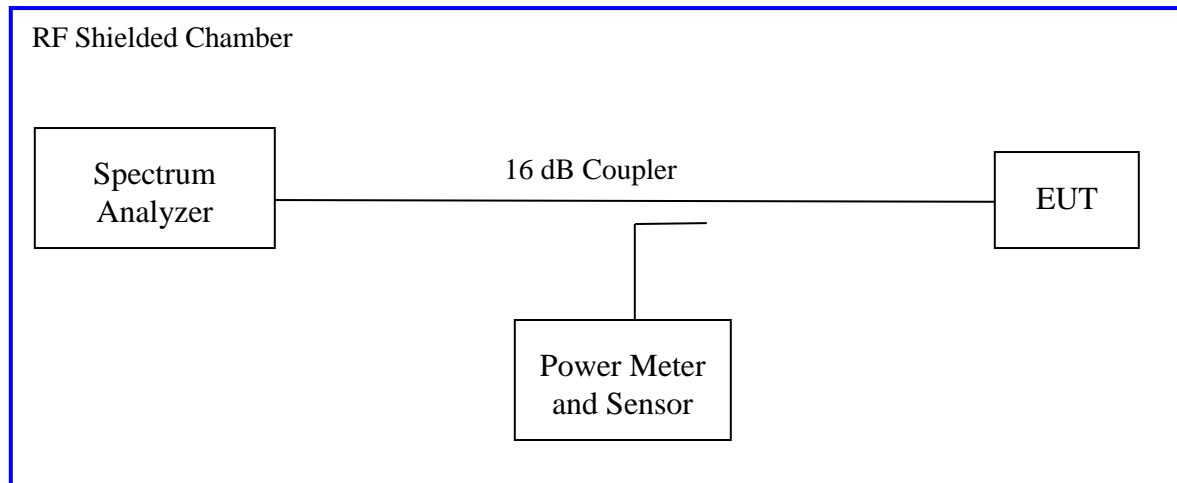 RF Shielded Chamber
Spectrum
Analyzer
16 dB Coupler
EUT
Power Meter
and Sensor